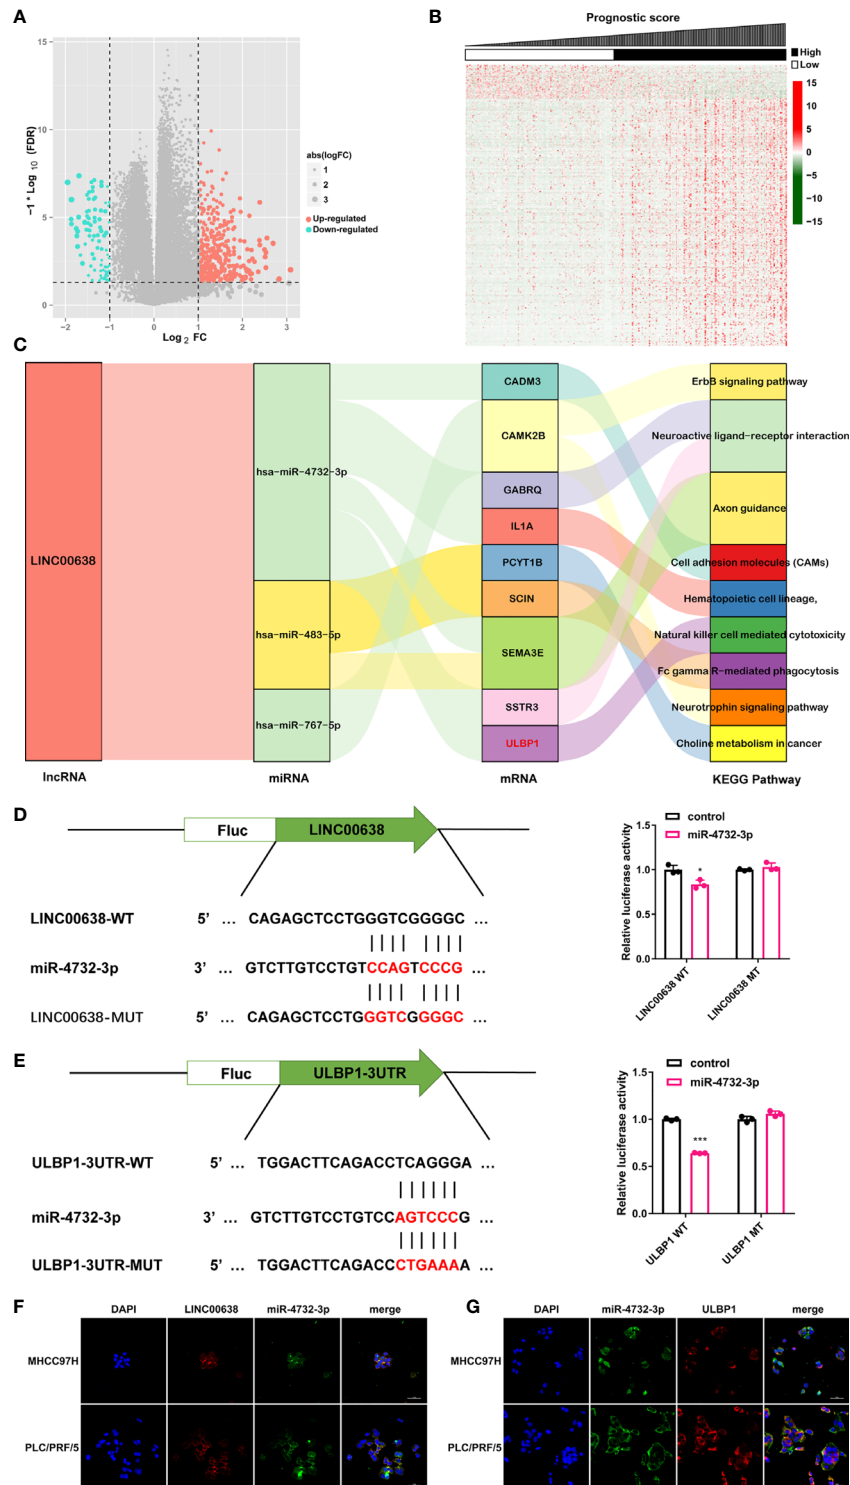 A
15
10
5
0
−1 * Log 10 (FDR)
−2
−1
0
1
2
3
Log 2 FC
abs(logFC)
1
2
3
Up−regulated
Down−regulated
B
Prognostic score
High
Low
15
10
5
0
−5
−10
−15
C
LINC00638
hsa−miR−4732−3p
hsa−miR−483−5p
hsa−miR−767−5p
CADM3
CAMK2B
GABRQ
IL1A
PCYT1B
SCIN
SEMA3E
SSTR3
ULBP1
ErbB signaling pathway
Neuroactive ligand−receptor interaction
Axon guidance
Cell adhesion molecules (CAMs)
Hematopoietic cell lineage,
Natural killer cell mediated cytotoxicity
Fc gamma R−mediated phagocytosis
Neurotrophin signaling pathway
Choline metabolism in cancer
lncRNA
miRNA
mRNA
KEGG Pathway
D
Fluc
LINC00638
LINC00638-WT 5’ ... CAGAGCTCCTGGGTCGGGGC ...
miR-4732-3p 3’ ... GTCTTGTCCTGTCCAGTCCCG ...
LINC00638-MUT 5’ ... CAGAGCTCCTGGGTCGGGGC ...
control
miR-4732-3p
Relative luciferase activity
1.5
1.0
0.5
0.0
*
LINC00638 WT
LINC00638 MT
E
Fluc
ULBP1-3UTR
ULBP1-3UTR-WT 5’ ... TGGACTTCAGACCTCAGGGA ...
miR-4732-3p 3’ ... GTCTTGTCCTGTCCAGTCCCG ...
ULBP1-3UTR-MUT 5’ ... TGGACTTCAGACCCTGAAAA ...
control
miR-4732-3p
Relative luciferase activity
1.5
1.0
0.5
0.0
***
ULBP1 WT
ULBP1 MT
F
DAPI
LINC00638
miR-4732-3p
merge
MHCC97H
PLC/PRF/5
G
DAPI
miR-4732-3p
ULBP1
merge
MHCC97H
PLC/PRF/5